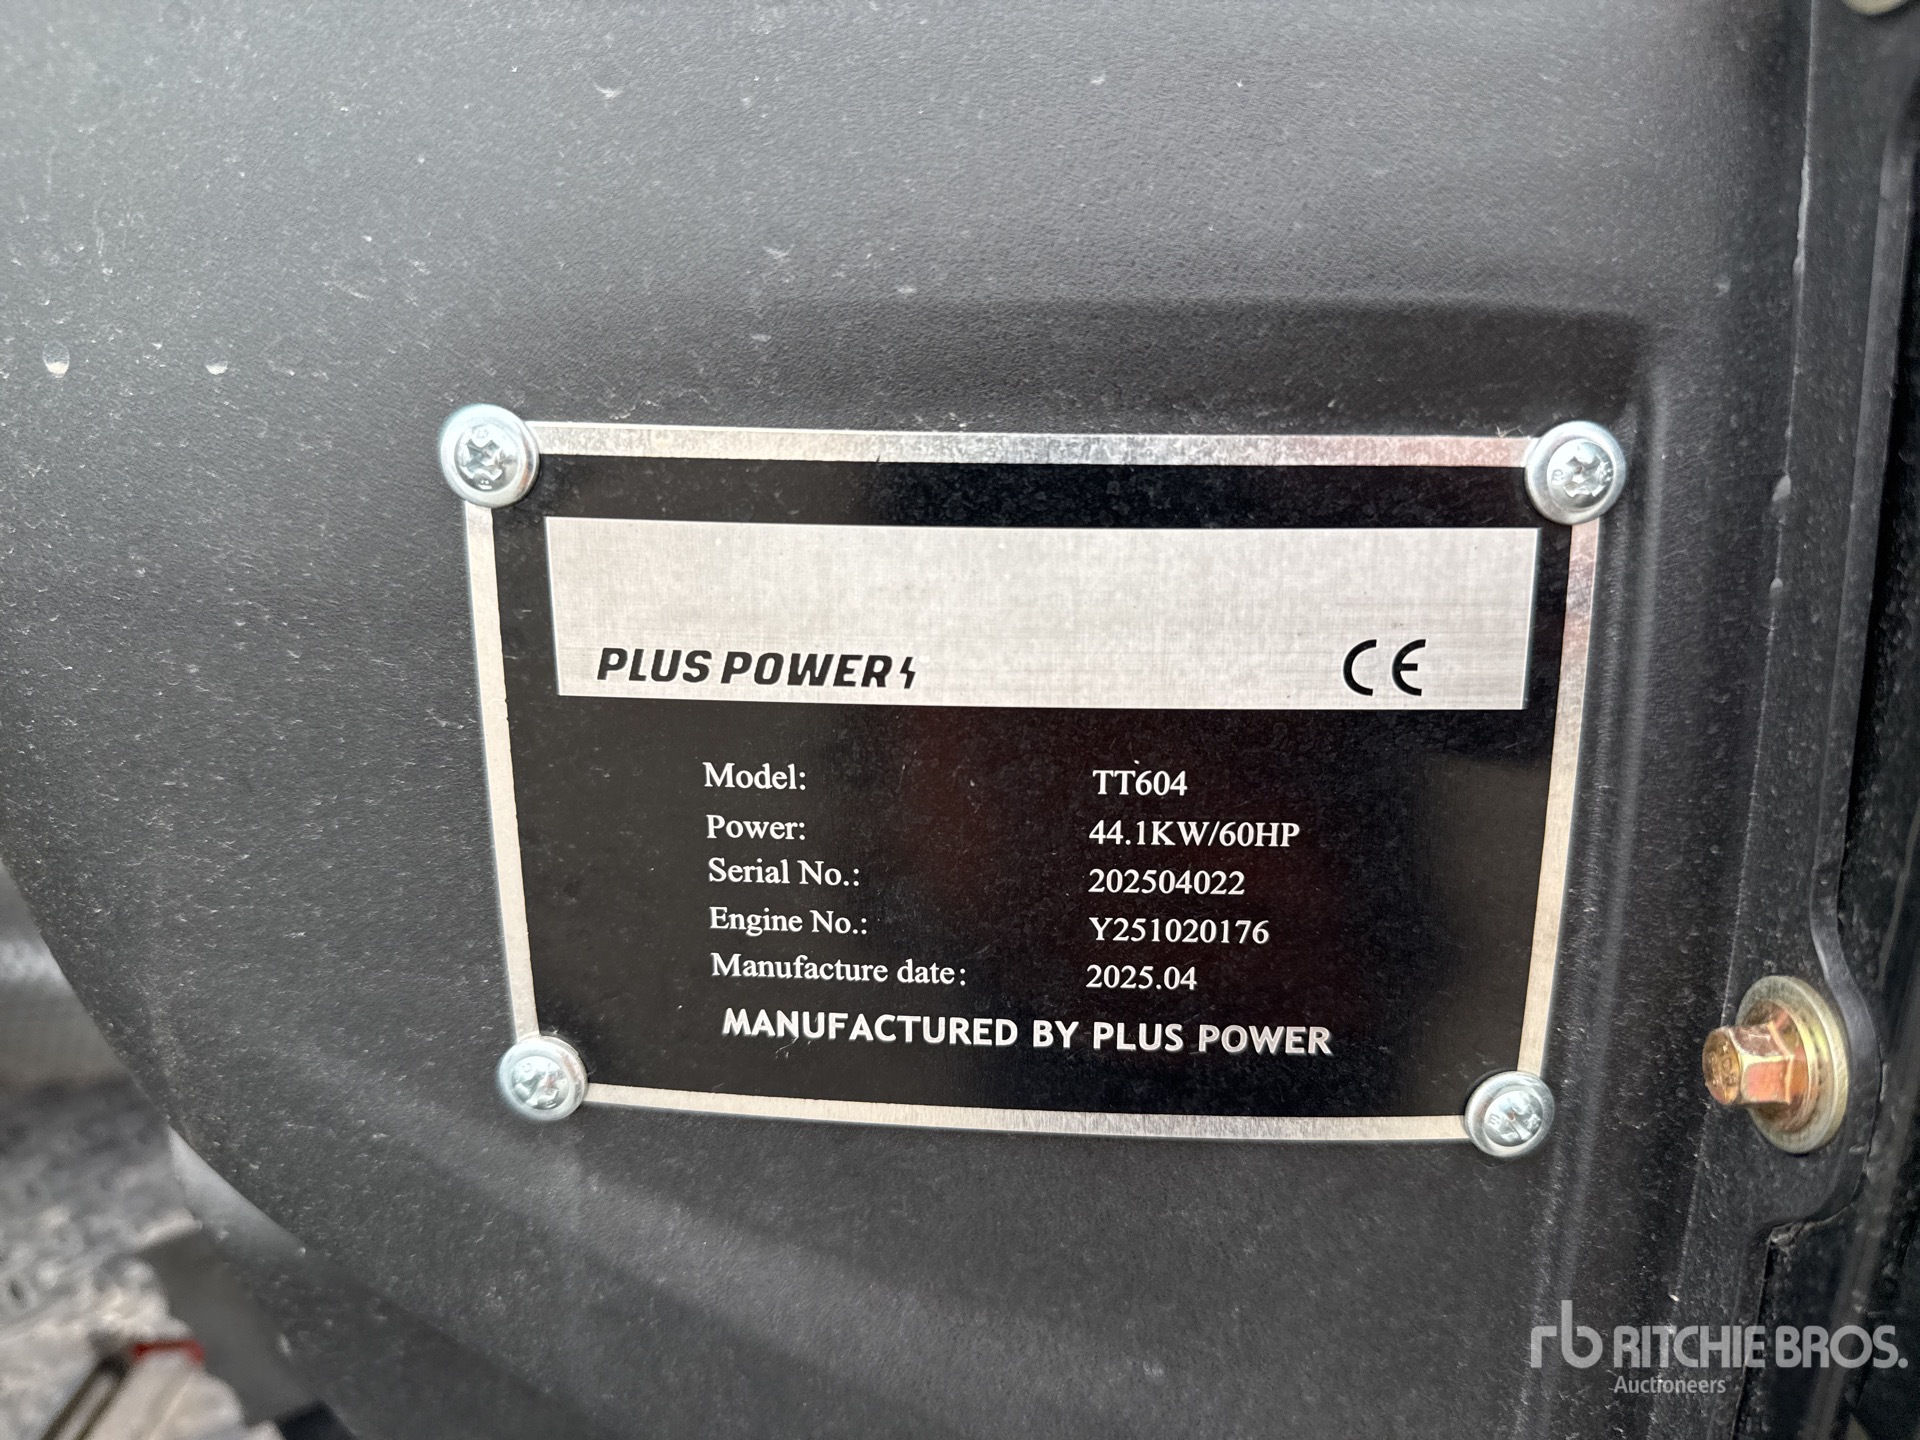 PLUS POWER
CE
Model: TT604
Power: 44.1KW/60HP
Serial No.: 202504022
Engine No.: Y251020176
Manufacture date: 2025.04
MANUFACTURED BY PLUS POWER
rb RITCHIE BROS.
Auctioneers